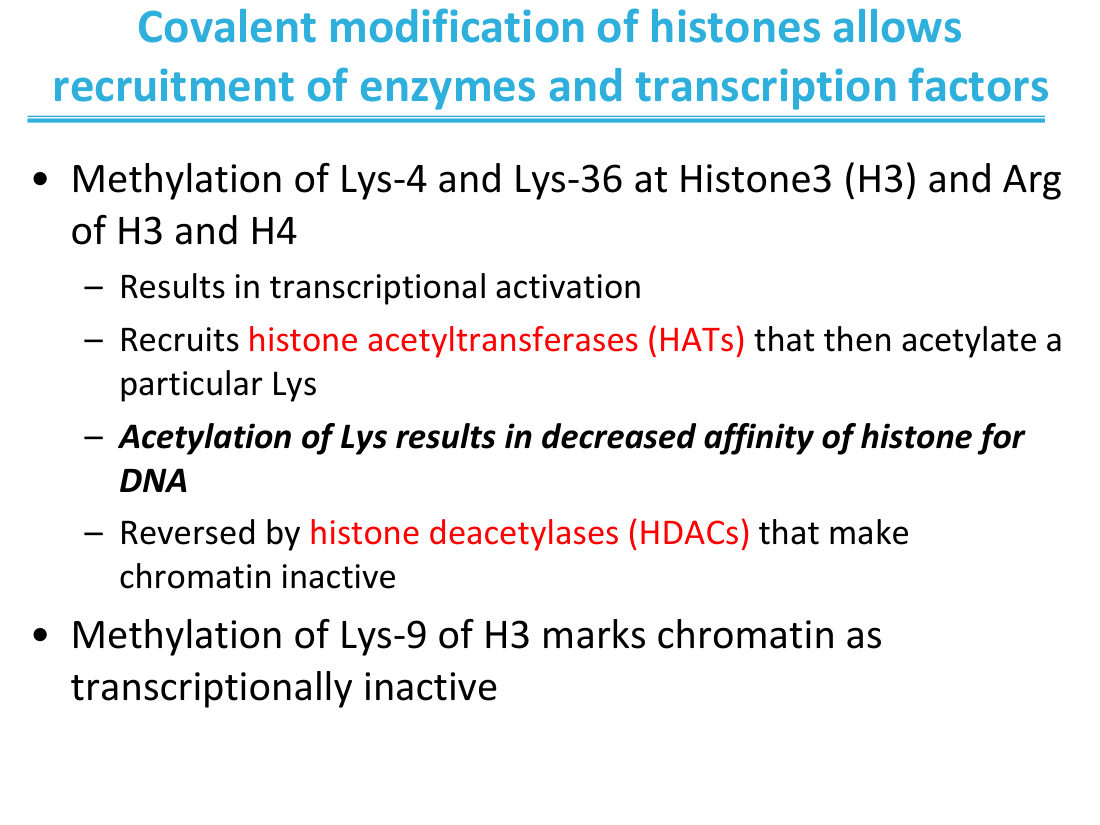 Covalent modification of histones allows
recruitment of enzymes and transcription factors
• Methylation of Lys-4 and Lys-36 at Histone3 (H3) and Arg
of H3 and H4
– Results in transcriptional activation
– Recruits histone acetyltransferases (HATs) that then acetylate a
particular Lys
– Acetylation of Lys results in decreased affinity of histone for
DNA
– Reversed by histone deacetylases (HDACs) that make
chromatin inactive
• Methylation of Lys-9 of H3 marks chromatin as
transcriptionally inactive